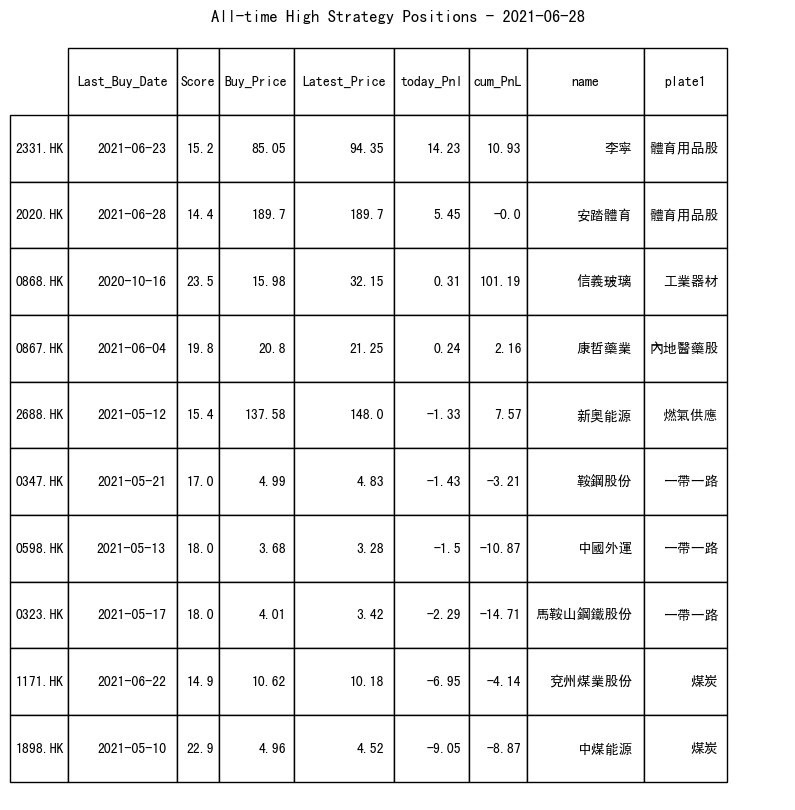 All-time High Strategy Positions - 2021-06-28
Last_Buy_Date Score Buy_Price Latest_Price today_Pnl cum_PnL name plate1
2331.HK 2021-06-23 15.2 85.05 94.35 14.23 10.93 李寧 體育用品股
2020.HK 2021-06-28 14.4 189.7 189.7 5.45 -0.0 安踏體育 體育用品股
0868.HK 2020-10-16 23.5 15.98 32.15 0.31 101.19 信義玻璃 工業器材
0867.HK 2021-06-04 19.8 20.8 21.25 0.24 2.16 康哲藥業 內地醫藥股
2688.HK 2021-05-12 15.4 137.58 148.0 -1.33 7.57 新奧能源 燃氣供應
0347.HK 2021-05-21 17.0 4.99 4.83 -1.43 -3.21 鞍鋼股份 一帶一路
0598.HK 2021-05-13 18.0 3.68 3.28 -1.5 -10.87 中國外運 一帶一路
0323.HK 2021-05-17 18.0 4.01 3.42 -2.29 -14.71 馬鞍山鋼鐵股份 一帶一路
1171.HK 2021-06-22 14.9 10.62 10.18 -6.95 -4.14 兗州煤業股份 煤炭
1898.HK 2021-05-10 22.9 4.96 4.52 -9.05 -8.87 中煤能源 煤炭